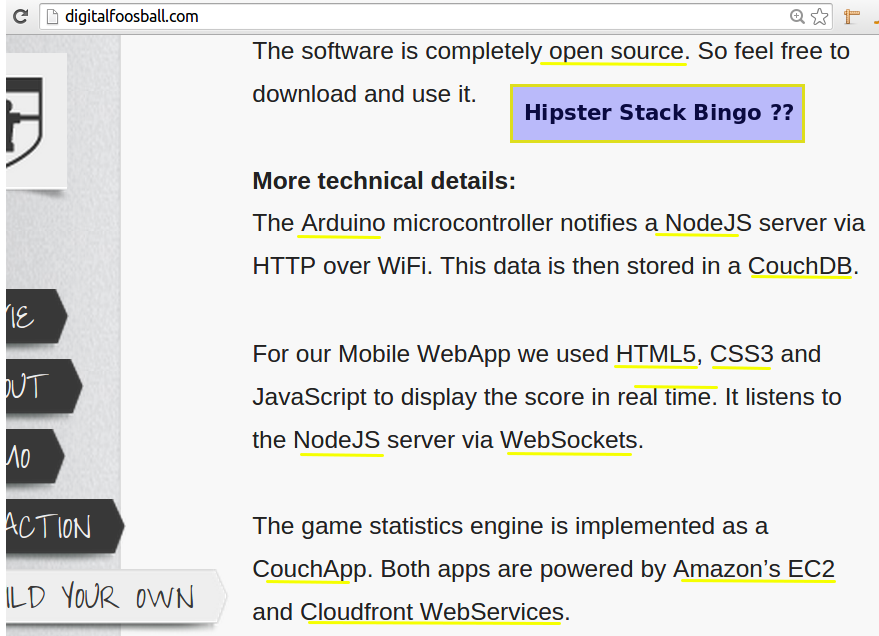 digitalfoosball.com
The software is completely open source. So feel free to
download and use it.
Hipster Stack Bingo ??
More technical details:
The Arduino microcontroller notifies a NodeJS server via
HTTP over WiFi. This data is then stored in a CouchDB.
For our Mobile WebApp we used HTML5, CSS3 and
JavaScript to display the score in real time. It listens to
the NodeJS server via WebSockets.
The game statistics engine is implemented as a
CouchApp. Both apps are powered by Amazon’s EC2
and Cloudfront WebServices.
VIE
OUT
MO
ACTION
ILD YOUR OWN